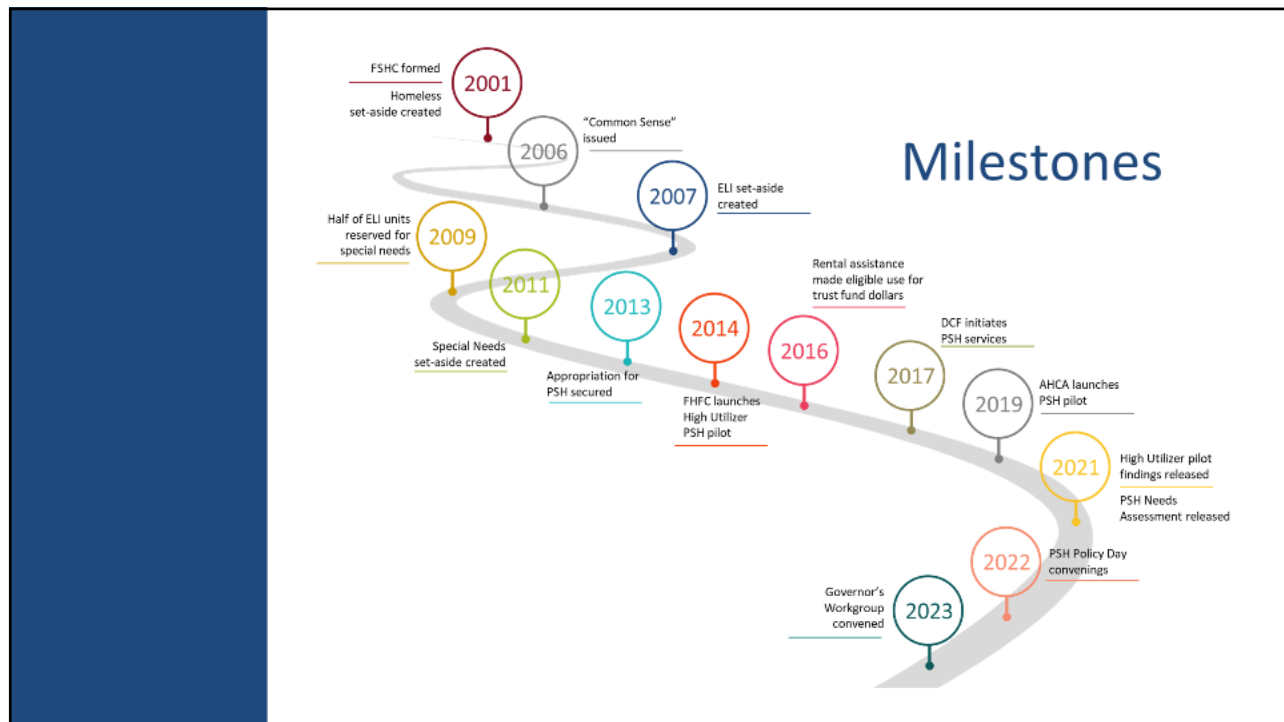 Milestones
FSHC formed
Homeless
set-aside created
2001
2006
"Common Sense"
issued
2007
ELI set-aside
created
Half of ELI units
reserved for
special needs
2009
2011
Special Needs
set-aside created
2013
Appropriation for
PSH secured
2014
FHFC launches
High Utilizer
PSH pilot
Rental assistance
made eligible use for
trust fund dollars
2016
DCF initiates
PSH services
2017
2019
AHCA launches
PSH pilot
2021
High Utilizer pilot
findings released
PSH Needs
Assessment released
2022
PSH Policy Day
convenings
Governor's
Workgroup
convened
2023